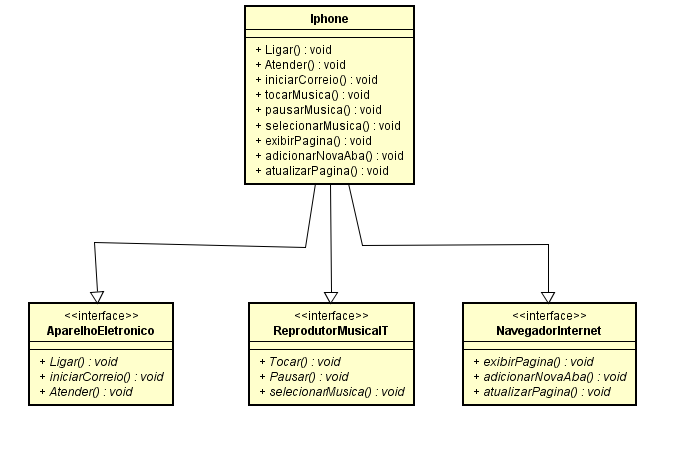 Iphone
+ Ligar() : void
+ Atender() : void
+ iniciarCorreio() : void
+ tocarMusica() : void
+ pausarMusica() : void
+ selecionarMusica() : void
+ exibirPagina() : void
+ adicionarNovaAba() : void
+ atualizarPagina() : void
<<interface>>
AparelhoEletronico
+ Ligar() : void
+ iniciarCorreio() : void
+ Atender() : void
<<interface>>
ReprodutorMusicalT
+ Tocar() : void
+ Pausar() : void
+ selecionarMusica() : void
<<interface>>
NavegadorInternet
+ exibirPagina() : void
+ adicionarNovaAba() : void
+ atualizarPagina() : void